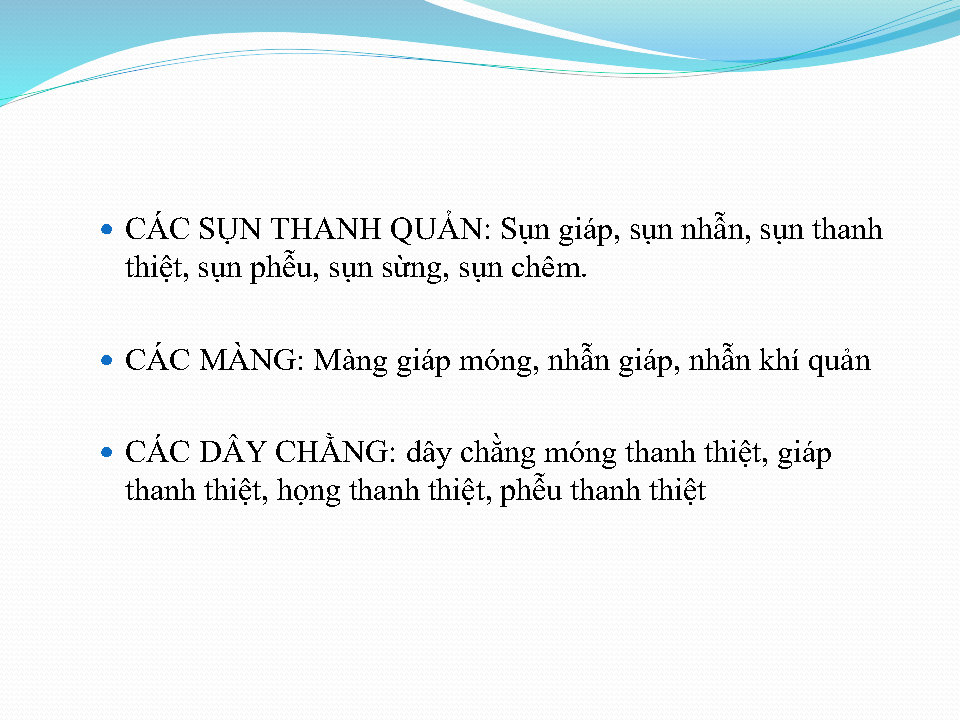 • CÁC SỤN THANH QUẢN: Sụn giáp, sụn nhẫn, sụn thanh
thiệt, sụn phễu, sụn sừng, sụn chêm.
• CÁC MÀNG: Màng giáp móng, nhẫn giáp, nhẫn khí quản
• CÁC DÂY CHẰNG: dây chằng móng thanh thiệt, giáp
thanh thiệt, họng thanh thiệt, phễu thanh thiệt